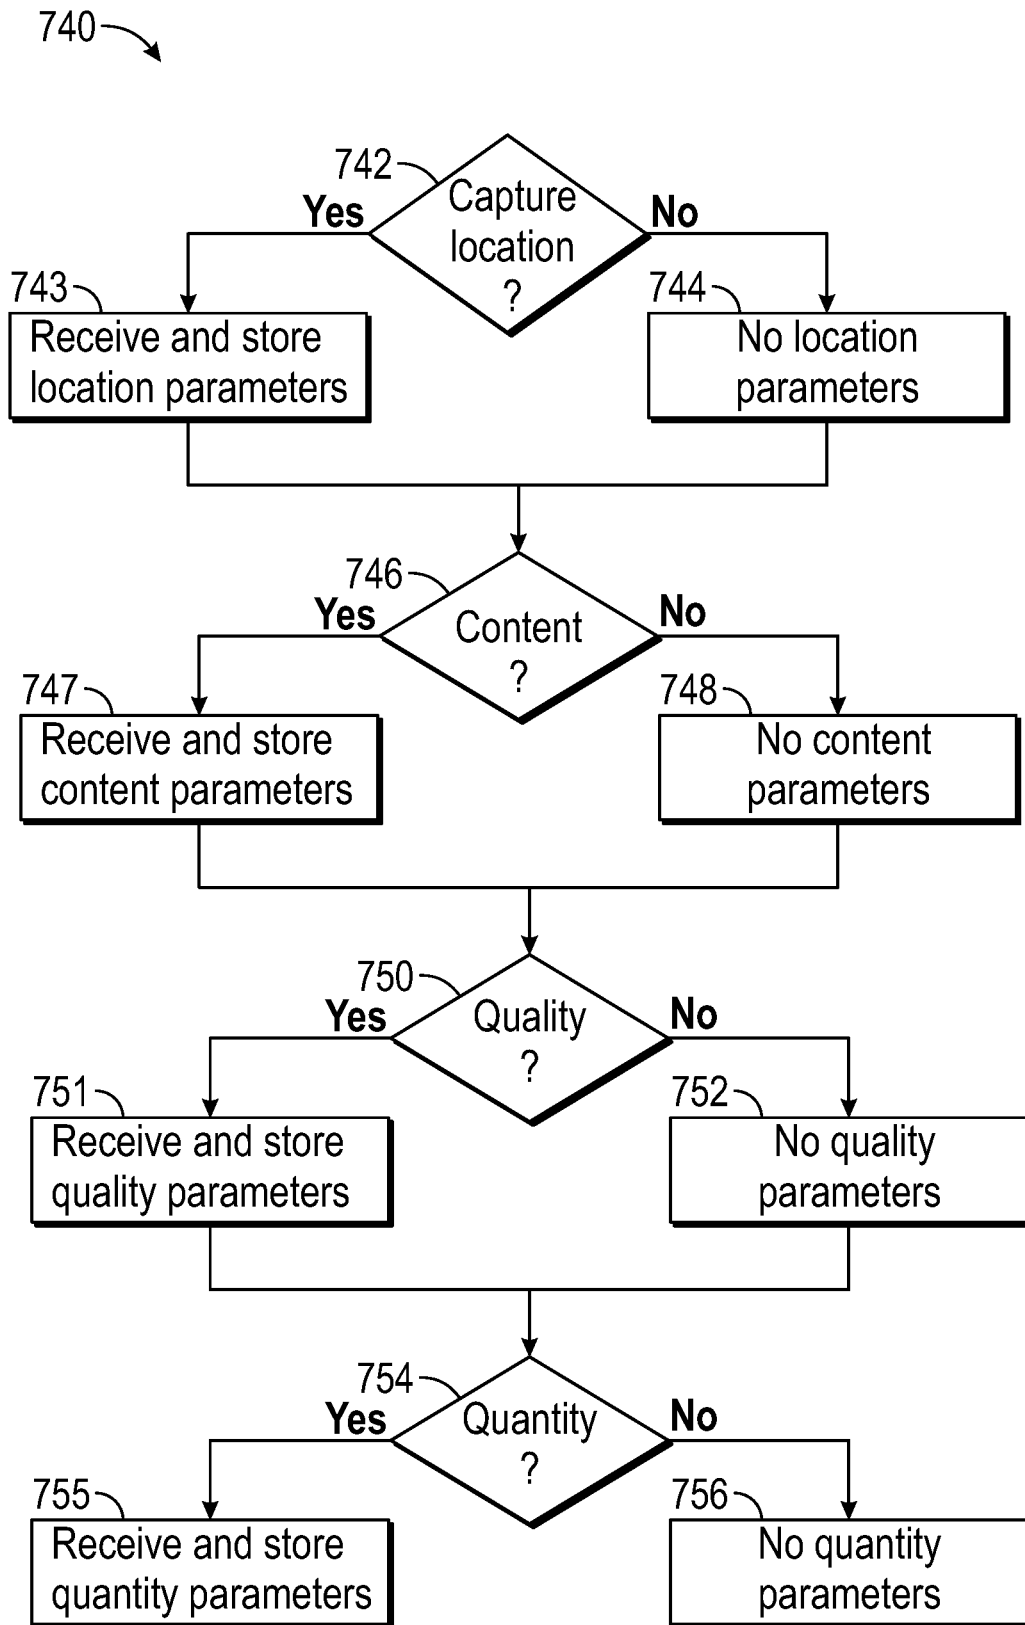 740
742
Capture
location
?
Yes
No
743
Receive and store
location parameters
744
No location
parameters
746
Content
?
Yes
No
747
Receive and store
content parameters
748
No content
parameters
750
Quality
?
Yes
No
751
Receive and store
quality parameters
752
No quality
parameters
754
Quantity
?
Yes
No
755
Receive and store
quantity parameters
756
No quantity
parameters